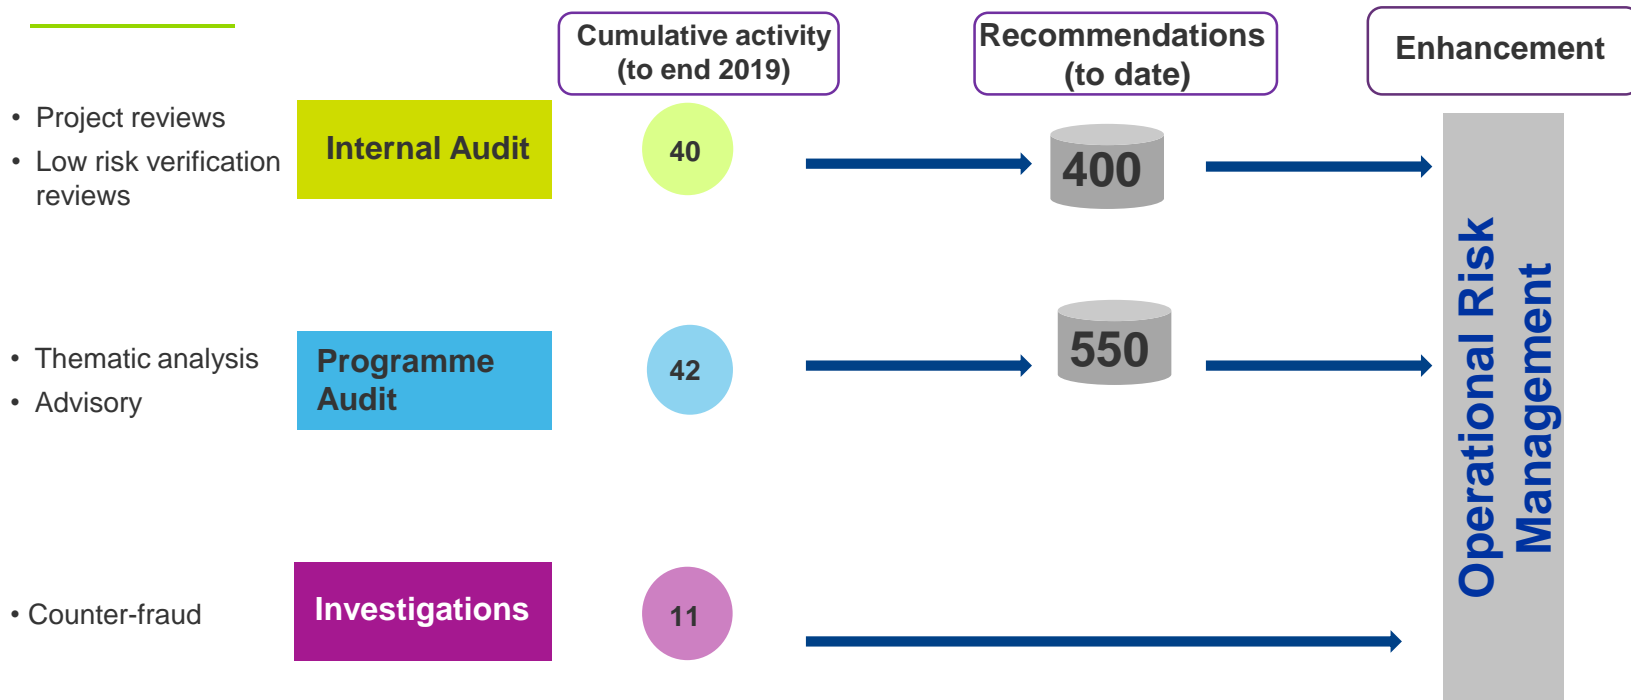 Cumulative activity
(to end 2019)
Recommendations
(to date)
Enhancement
• Project reviews
• Low risk verification
reviews
Internal Audit
40
400
• Thematic analysis
• Advisory
Programme
Audit
42
550
• Counter-fraud
Investigations
11
Operational Risk
Management